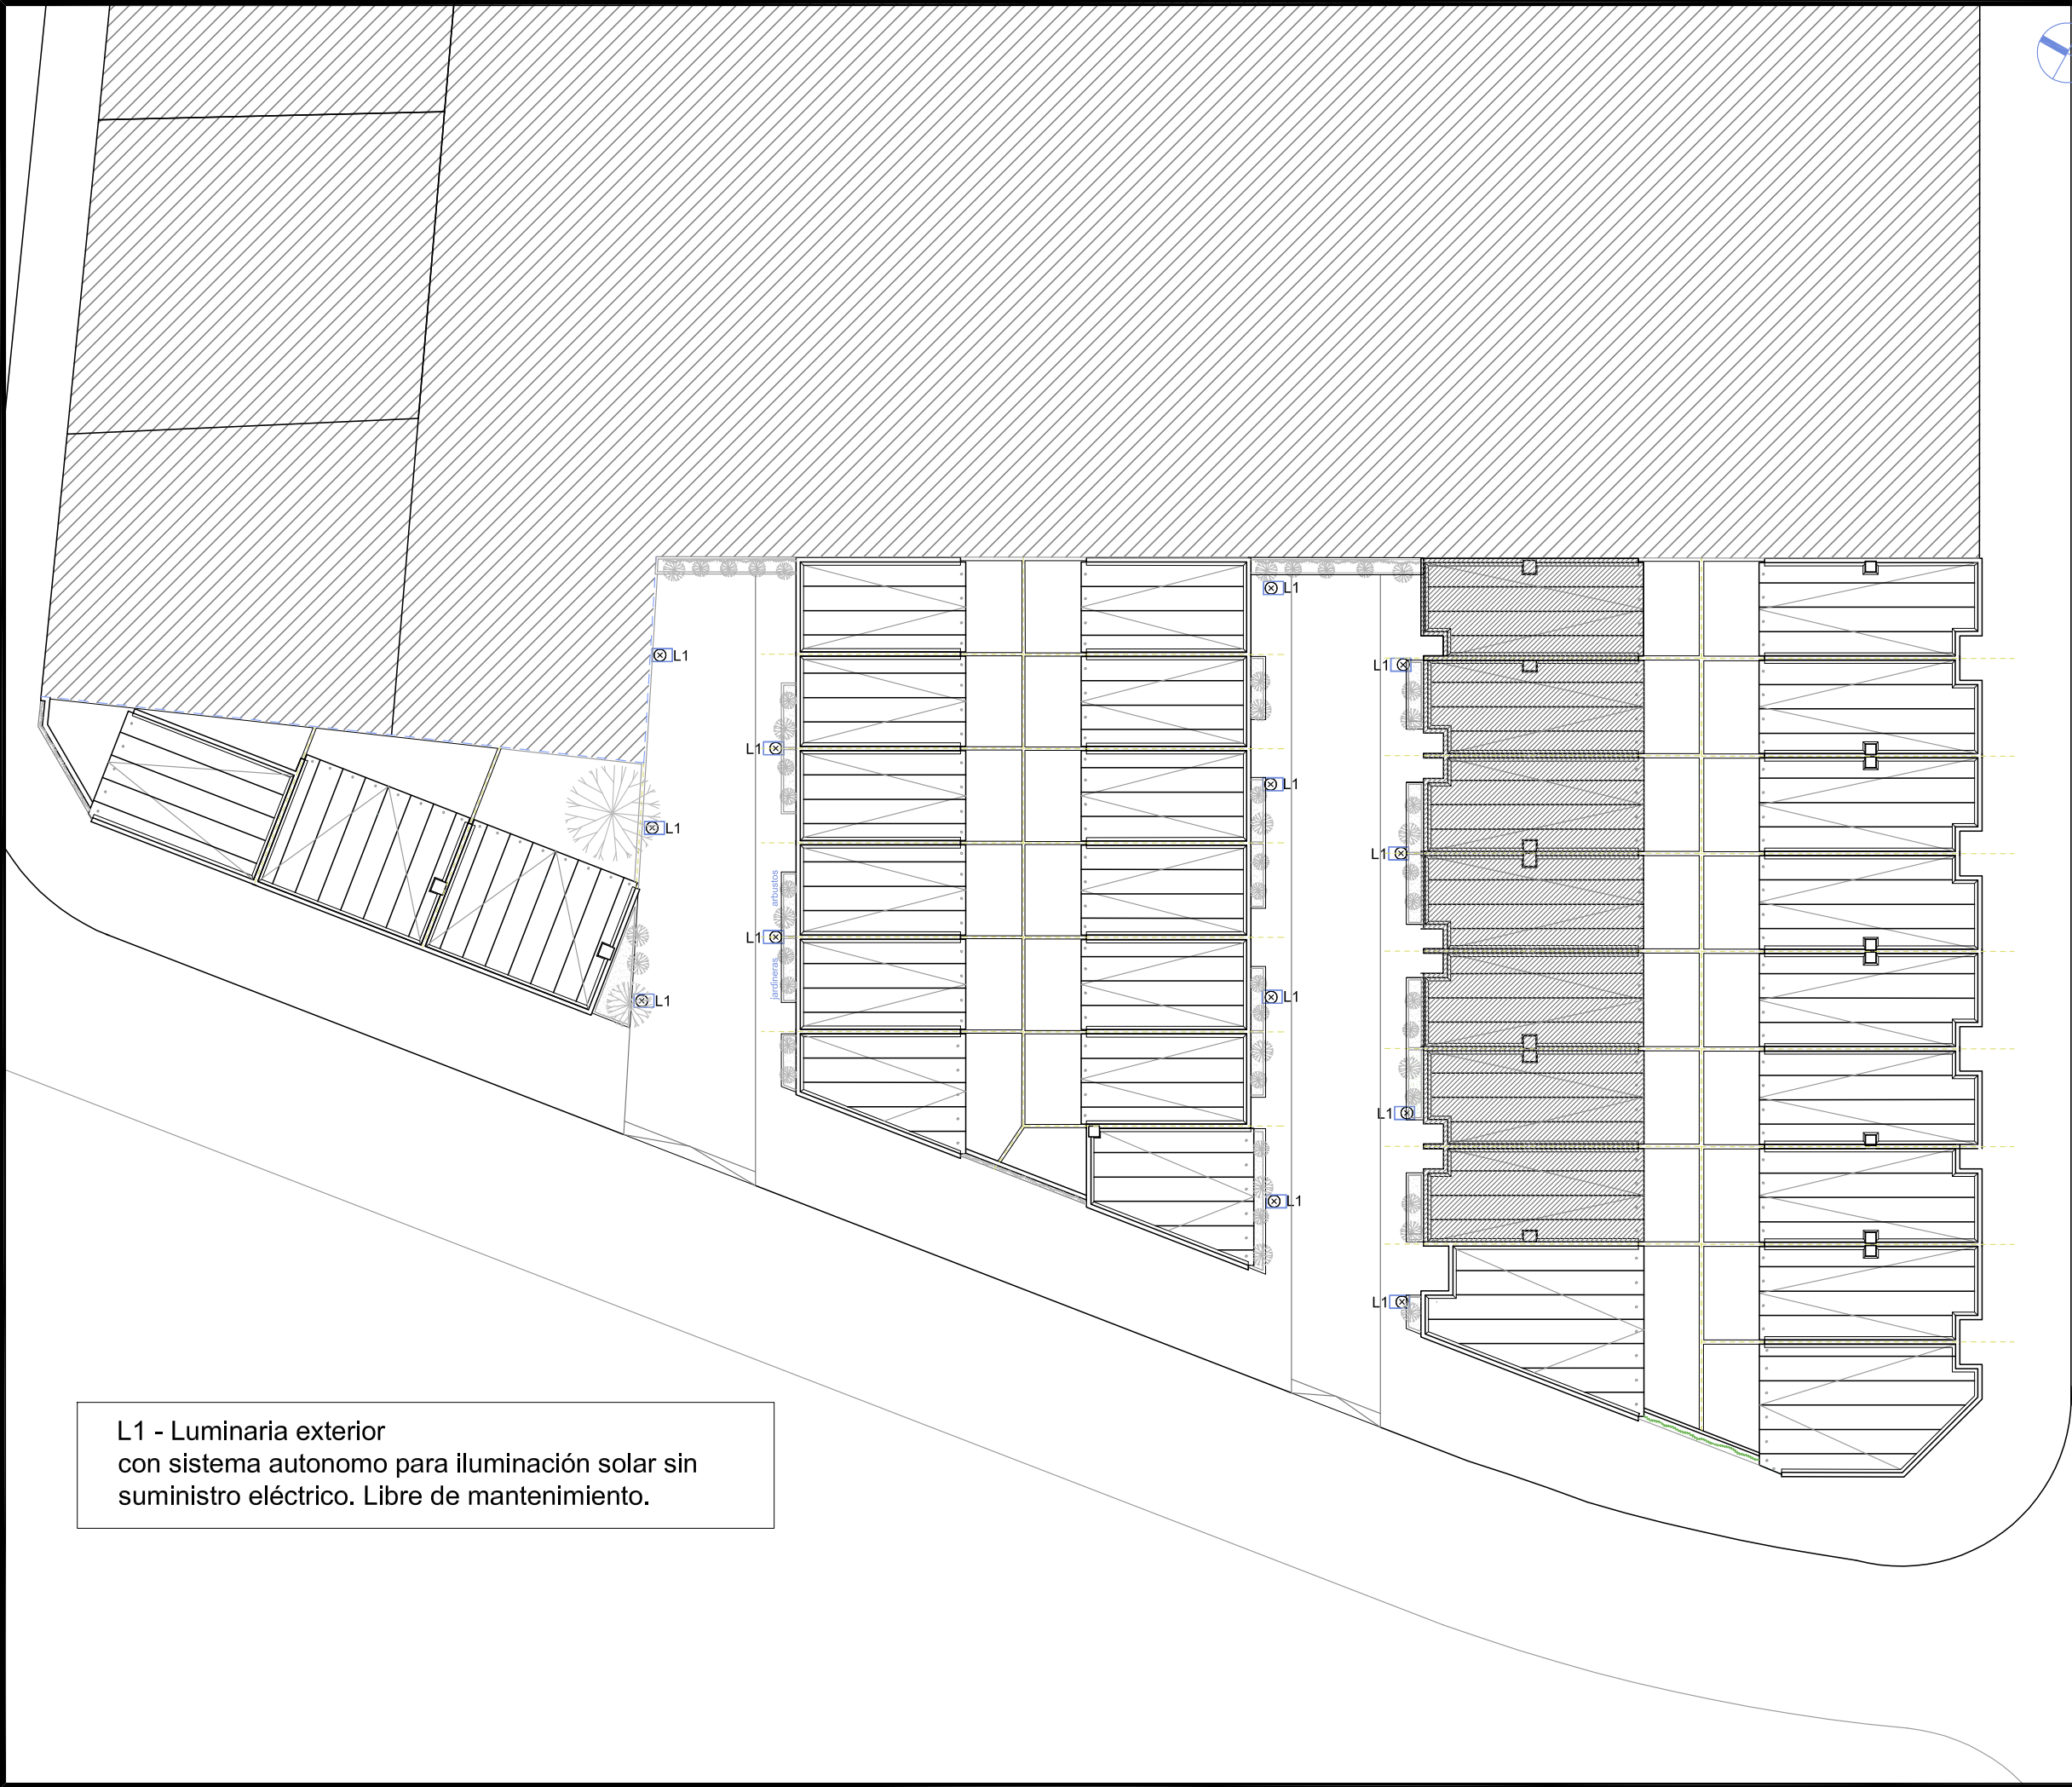 L1
L1
L1
L1
L1
L1
L1
L1
arbustos
L1
jardineras
L1
L1
L1
L1
L1
L1 - Luminaria exterior
con sistema autonomo para iluminación solar sin
suministro eléctrico. Libre de mantenimiento.